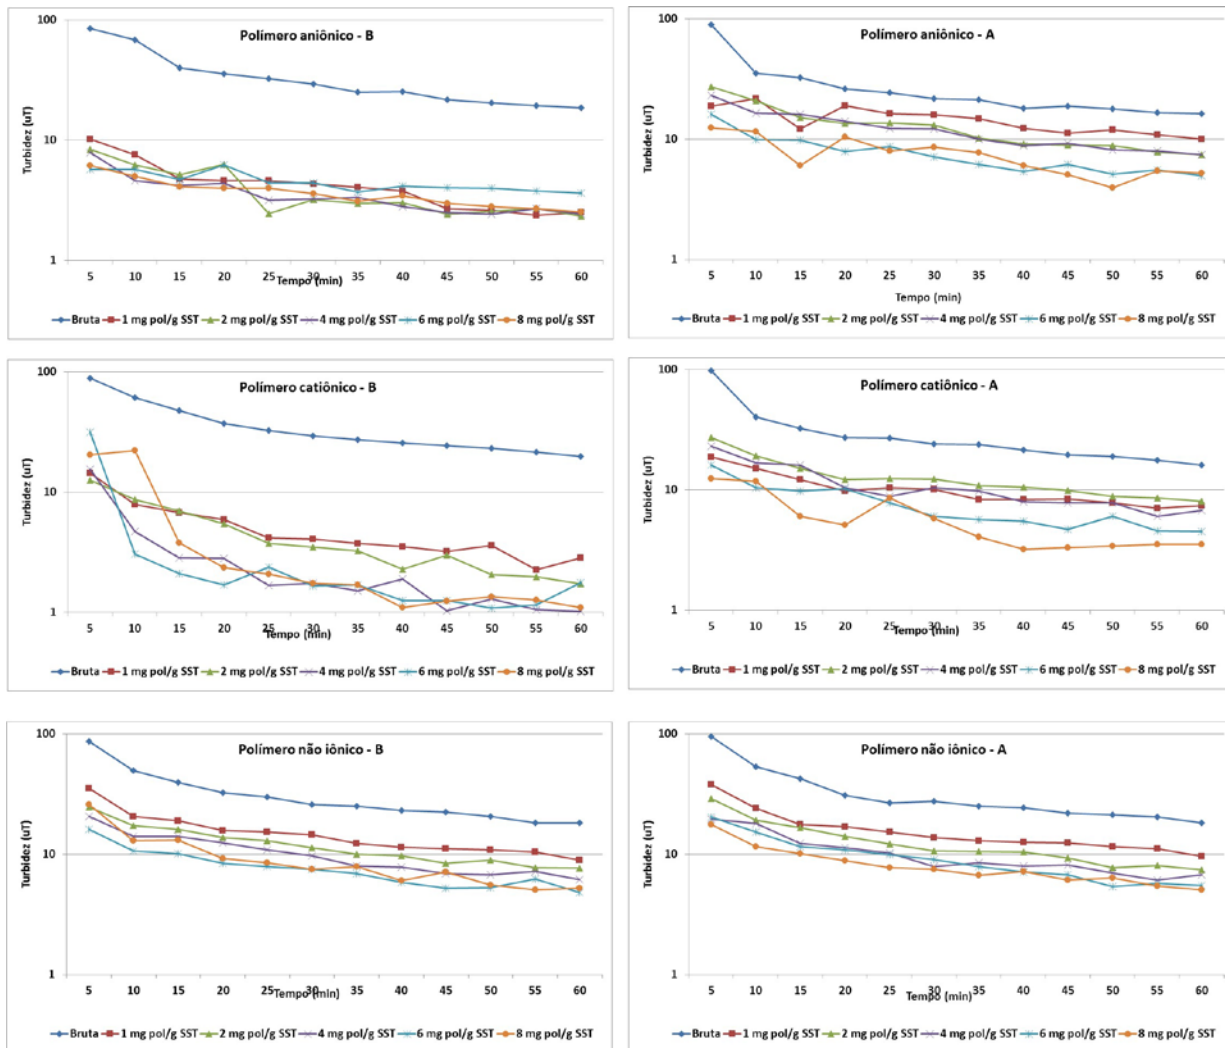 Polímero aniônico - B
100
10
1
Turbidez (uT)
5 10 15 20 25 30 35 40 45 50 55 60
Tempo (min)
Bruta 1 mg pol/g SST 2 mg pol/g SST 4 mg pol/g SST 6 mg pol/g SST 8 mg pol/g SST
Polímero aniônico - A
100
10
1
Turbidez (uT)
5 10 15 20 25 30 35 40 45 50 55 60
Tempo (min)
Bruta 1 mg pol/g SST 2 mg pol/g SST 4 mg pol/g SST 6 mg pol/g SST 8 mg pol/g SST
Polímero catiônico - B
100
10
1
Turbidez (uT)
5 10 15 20 25 30 35 40 45 50 55 60
Tempo (min)
Bruta 1 mg pol/g SST 2 mg pol/g SST 4 mg pol/g SST 6 mg pol/g SST 8 mg pol/g SST
Polímero catiônico - A
100
10
1
Turbidez (uT)
5 10 15 20 25 30 35 40 45 50 55 60
Tempo (min)
Bruta 1 mg pol/g SST 2 mg pol/g SST 4 mg pol/g SST 6 mg pol/g SST 8 mg pol/g SST
Polímero não iônico - B
100
10
1
Turbidez (uT)
5 10 15 20 25 30 35 40 45 50 55 60
Tempo (min)
Bruta 1 mg pol/g SST 2 mg pol/g SST 4 mg pol/g SST 6 mg pol/g SST 8 mg pol/g SST
Polímero não iônico - A
100
10
1
Turbidez (uT)
5 10 15 20 25 30 35 40 45 50 55 60
Tempo (min)
Bruta 1 mg pol/g SST 2 mg pol/g SST 4 mg pol/g SST 6 mg pol/g SST 8 mg pol/g SST